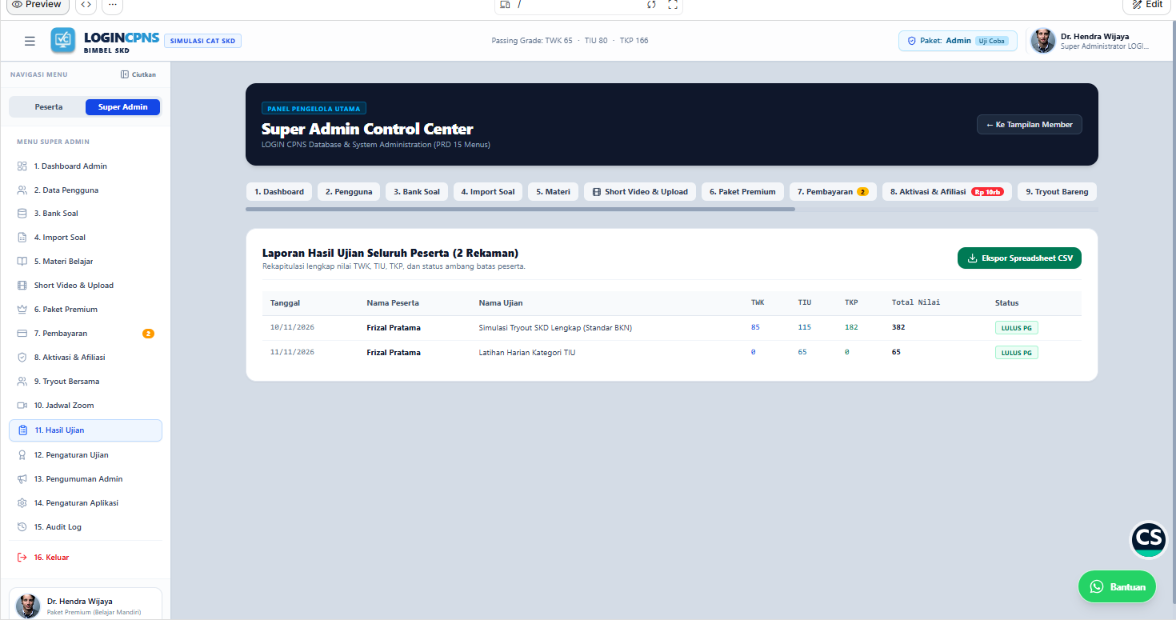 Preview
/
Edit
LOGINCPNS
BIMBEL SKD
SIMULASI CAT SKD
Passing Grade: TWK 65 · TIU 80 · TKP 166
Paket: Admin Uji Coba
Dr. Hendra Wijaya
Super Administrator LOGI...
NAVIGASI MENU
Ciutkan
Peserta
Super Admin
MENU SUPER ADMIN
1. Dashboard Admin
2. Data Pengguna
3. Bank Soal
4. Import Soal
5. Materi Belajar
Short Video & Upload
6. Paket Premium
7. Pembayaran 2
8. Aktivasi & Afiliasi
9. Tryout Bersama
10. Jadwal Zoom
11. Hasil Ujian
12. Pengaturan Ujian
13. Pengumuman Admin
14. Pengaturan Aplikasi
15. Audit Log
16. Keluar
Dr. Hendra Wijaya
Paket Premium (Belajar Mandiri)
PANEL PENGELOLA UTAMA
Super Admin Control Center
LOGIN CPNS Database & System Administration (PRD 15 Menus)
← Ke Tampilan Member
1. Dashboard
2. Pengguna
3. Bank Soal
4. Import Soal
5. Materi
Short Video & Upload
6. Paket Premium
7. Pembayaran 2
8. Aktivasi & Afiliasi Rp 10rb
9. Tryout Bareng
Laporan Hasil Ujian Seluruh Peserta (2 Rekaman)
Rekapitulasi lengkap nilai TWK, TIU, TKP, dan status ambang batas peserta.
Ekspor Spreadsheet CSV
Tanggal Nama Peserta Nama Ujian TWK TIU TKP Total Nilai Status
10/11/2026 Frizal Pratama Simulasi Tryout SKD Lengkap (Standar BKN) 85 115 182 382 LULUS PG
11/11/2026 Frizal Pratama Latihan Harian Kategori TIU 0 65 0 65 LULUS PG
CS
Bantuan